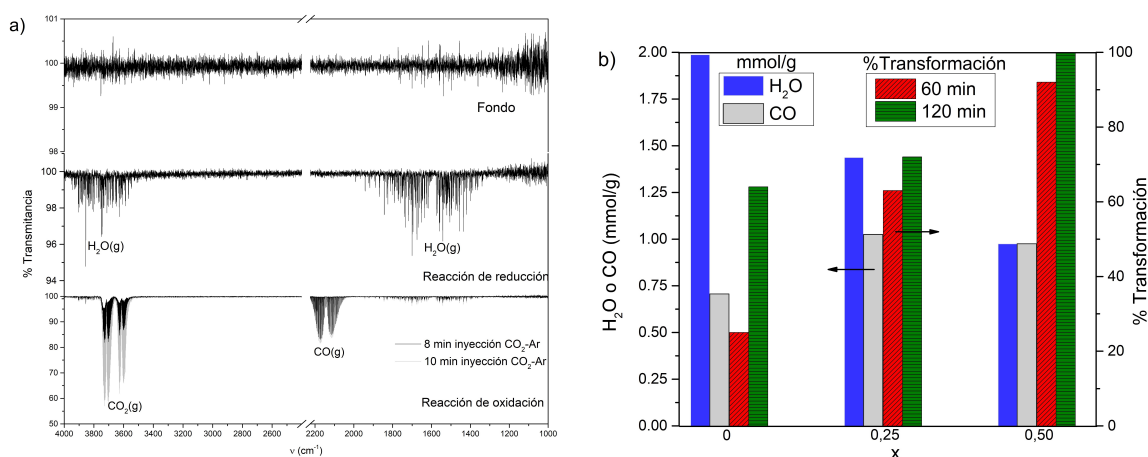 a)
101
100
99
Fondo
100
98
96
94
H₂O(g)
H₂O(g)
Reacción de reducción
100
90
80
70
60
50
CO₂(g)
CO(g)
8 min inyección CO₂-Ar
10 min inyección CO₂-Ar
Reacción de oxidación
% Transmitancia
4000 3800 3600 3400 3200 3000 2800 2600 2400 2200 2000 1800 1600 1400 1200 1000
ν (cm⁻¹)
b)
mmol/g
H₂O
CO
%Transformación
60 min
120 min
2.00
1.75
1.50
1.25
1.00
0.75
0.50
0.25
0.00
H₂O o CO (mmol/g)
100
80
60
40
20
0
% Transformación
0 0,25 0,50
x